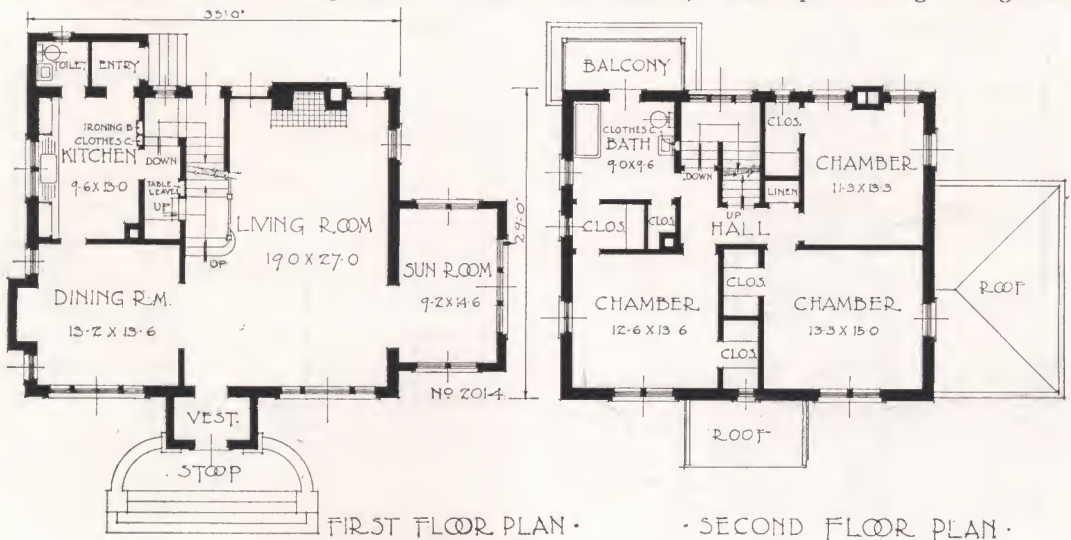 35'-0"
TOILET
ENTRY
IRONING B.
CLOTHES C.
KITCHEN
9-6 X 13-0
DOWN
TABLE
LEAVES
UP
UP
LIVING ROOM
19-0 X 27-0
DINING RM.
13-2 X 13-6
SUN ROOM
9-2 X 14-6
Nº 2014
VEST.
STOOP
FIRST FLOOR PLAN ·
29'-0"
BALCONY
CLOTHES C.
BATH
9-0 X 9-6
DOWN
UP
CLOS.
LINEN
CHAMBER
11-3 X 13-3
HALL
CLOS.
CLOS.
CHAMBER
12-6 X 13 6
CLOS.
CLOS.
CHAMBER
13-3 X 15-0
ROOF
ROOF
· SECOND FLOOR PLAN ·